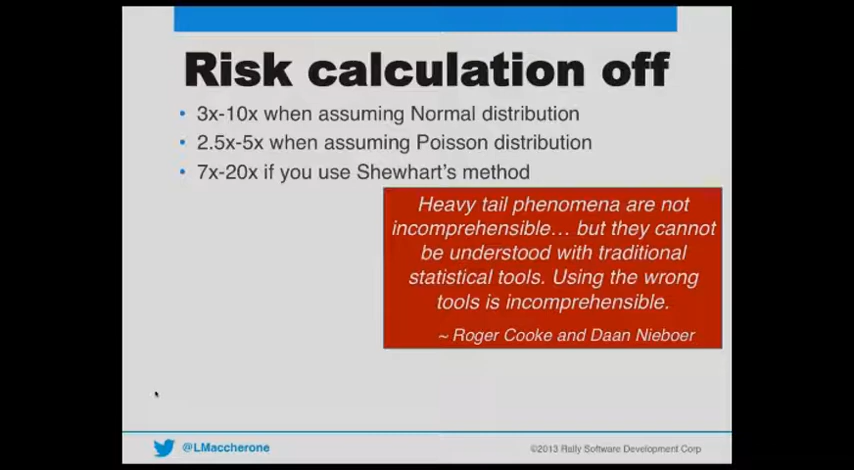 Risk calculation off
• 3x-10x when assuming Normal distribution
• 2.5x-5x when assuming Poisson distribution
• 7x-20x if you use Shewhart's method
Heavy tail phenomena are not
incomprehensible… but they cannot
be understood with traditional
statistical tools. Using the wrong
tools is incomprehensible.
~ Roger Cooke and Daan Nieboer
@LMaccherone
©2013 Rally Software Development Corp